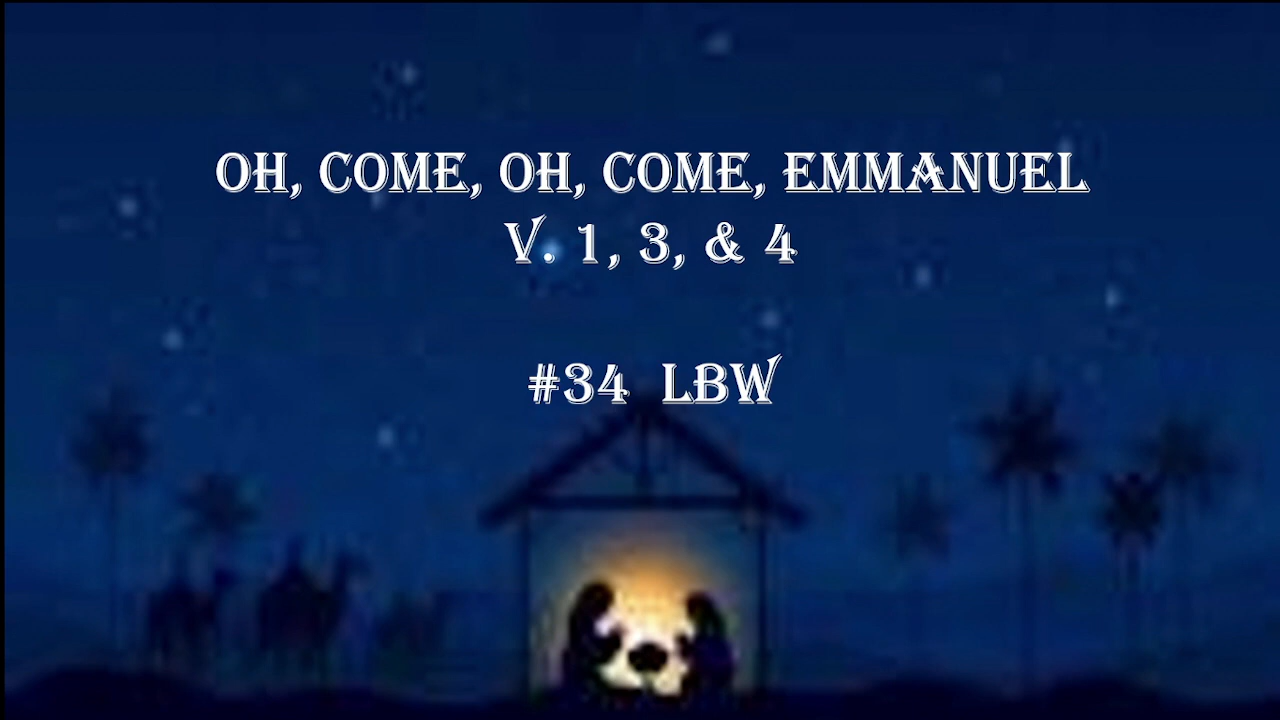 OH, COME, OH, COME, EMMANUEL
V. 1, 3, & 4
#34 LBW